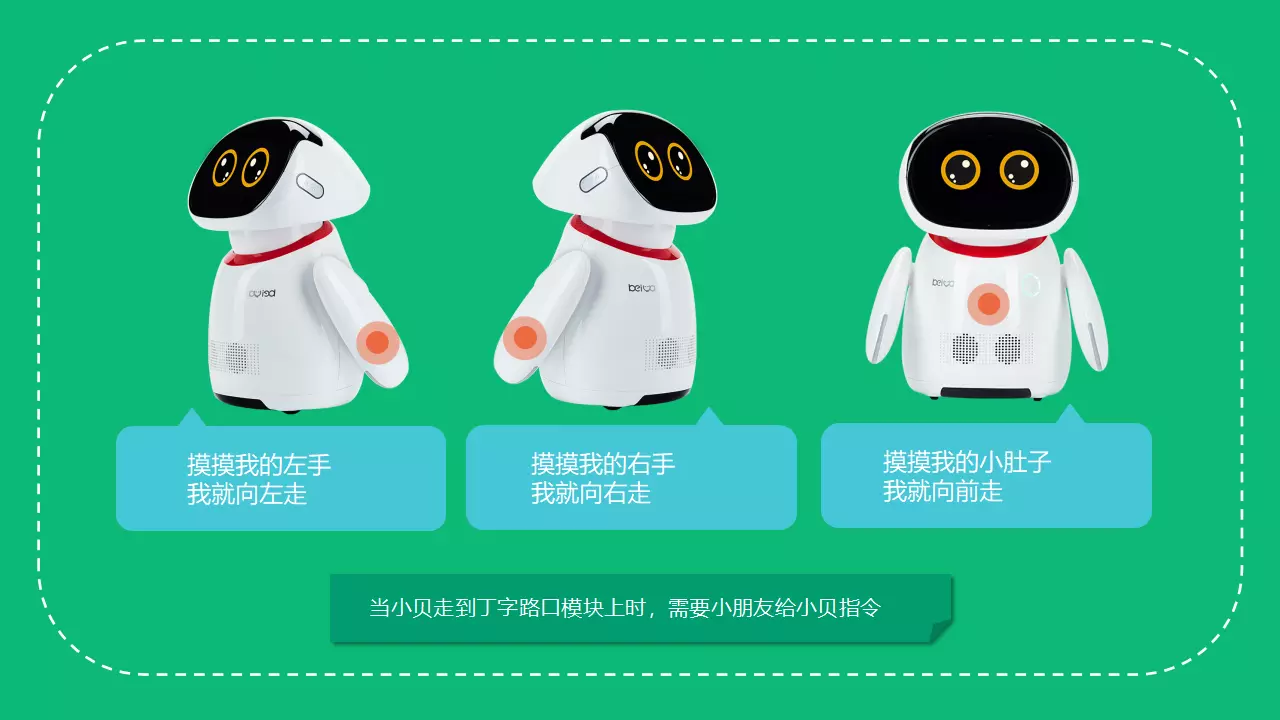 beiwa
摸摸我的左手
我就向左走
摸摸我的右手
我就向右走
摸摸我的小肚子
我就向前走
当小贝走到丁字路口模块上时，需要小朋友给小贝指令